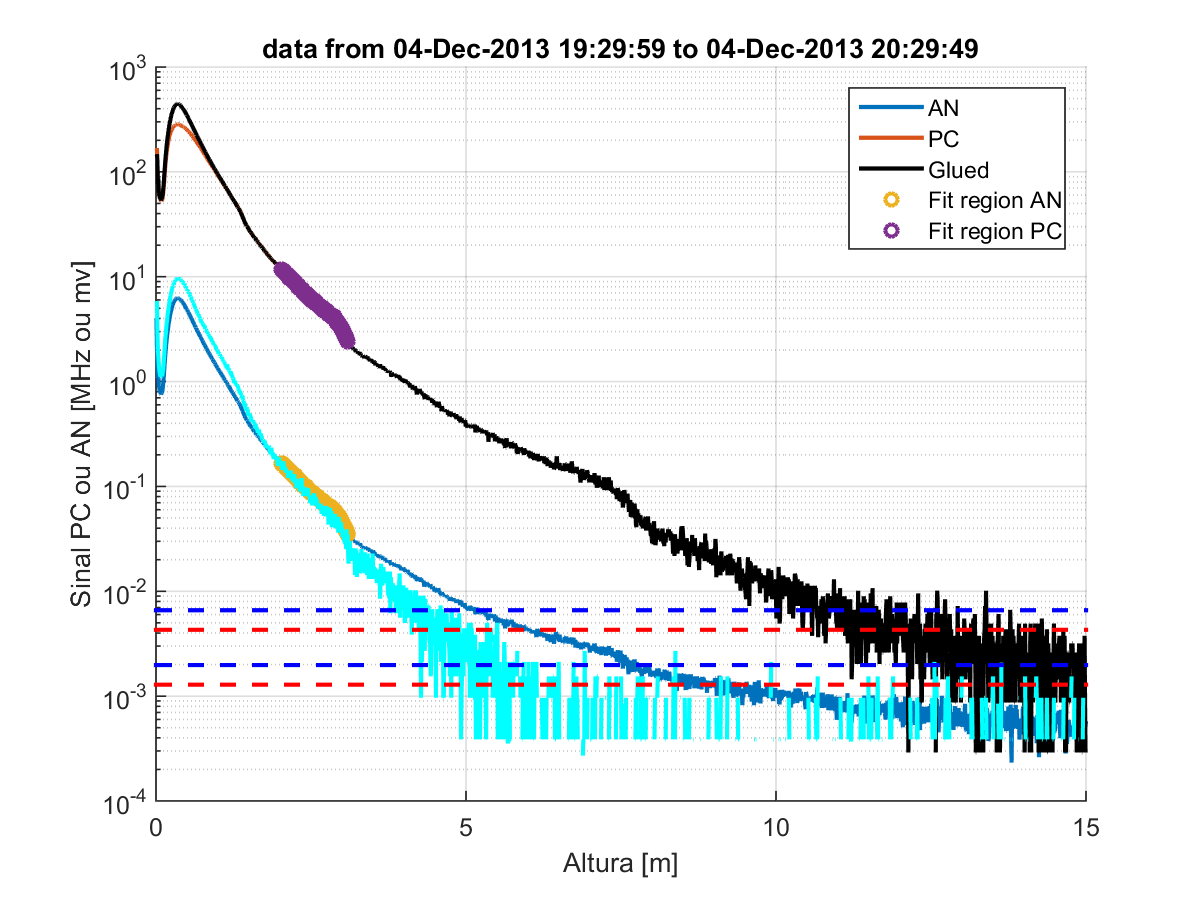 data from 04-Dec-2013 19:29:59 to 04-Dec-2013 20:29:49
10^3
10^2
10^1
10^0
10^-1
10^-2
10^-3
10^-4
Sinal PC ou AN [MHz ou mv]
AN
PC
Glued
Fit region AN
Fit region PC
0 5 10 15
Altura [m]